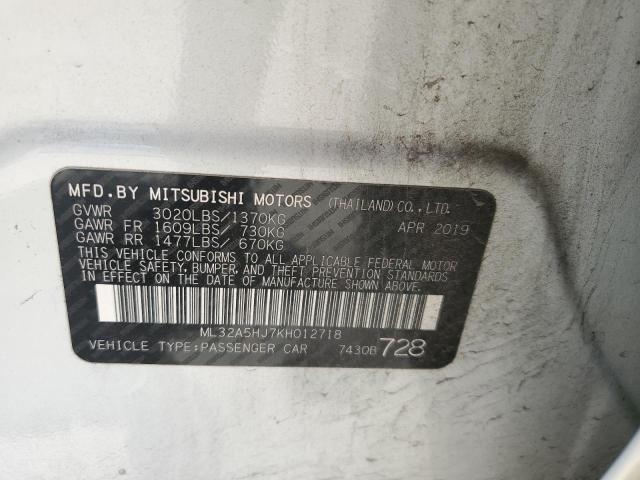 MFD.BY MITSUBISHI MOTORS (THAILAND) CO., LTD.
GVWR 3020LBS/1370KG APR 2019
GAWR FR 1609LBS/ 730KG
GAWR RR 1477LBS/ 670KG
THIS VEHICLE CONFORMS TO ALL APPLICABLE FEDERAL MOTOR
VEHICLE SAFETY, BUMPER, AND THEFT PREVENTION STANDARDS
IN EFFECT ON THE DATE OF MANUFACTURE SHOWN ABOVE.
ML32A5HJ7KH012718
VEHICLE TYPE:PASSENGER CAR 7430B 728